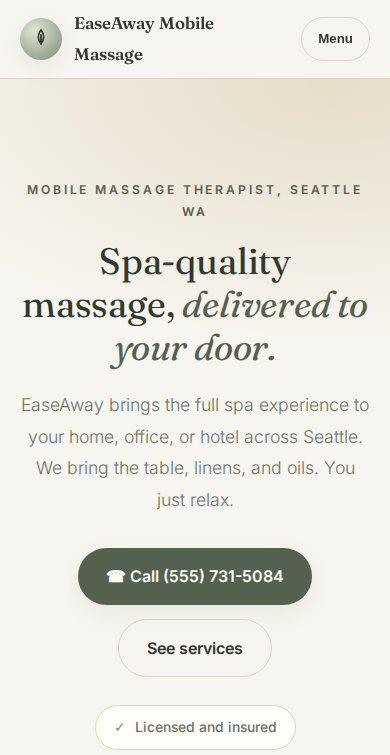 EaseAway Mobile
Massage
Menu
MOBILE MASSAGE THERAPIST, SEATTLE
WA
Spa-quality
massage, delivered to
your door.
EaseAway brings the full spa experience to
your home, office, or hotel across Seattle.
We bring the table, linens, and oils. You
just relax.
☎ Call (555) 731-5084
See services
✓ Licensed and insured